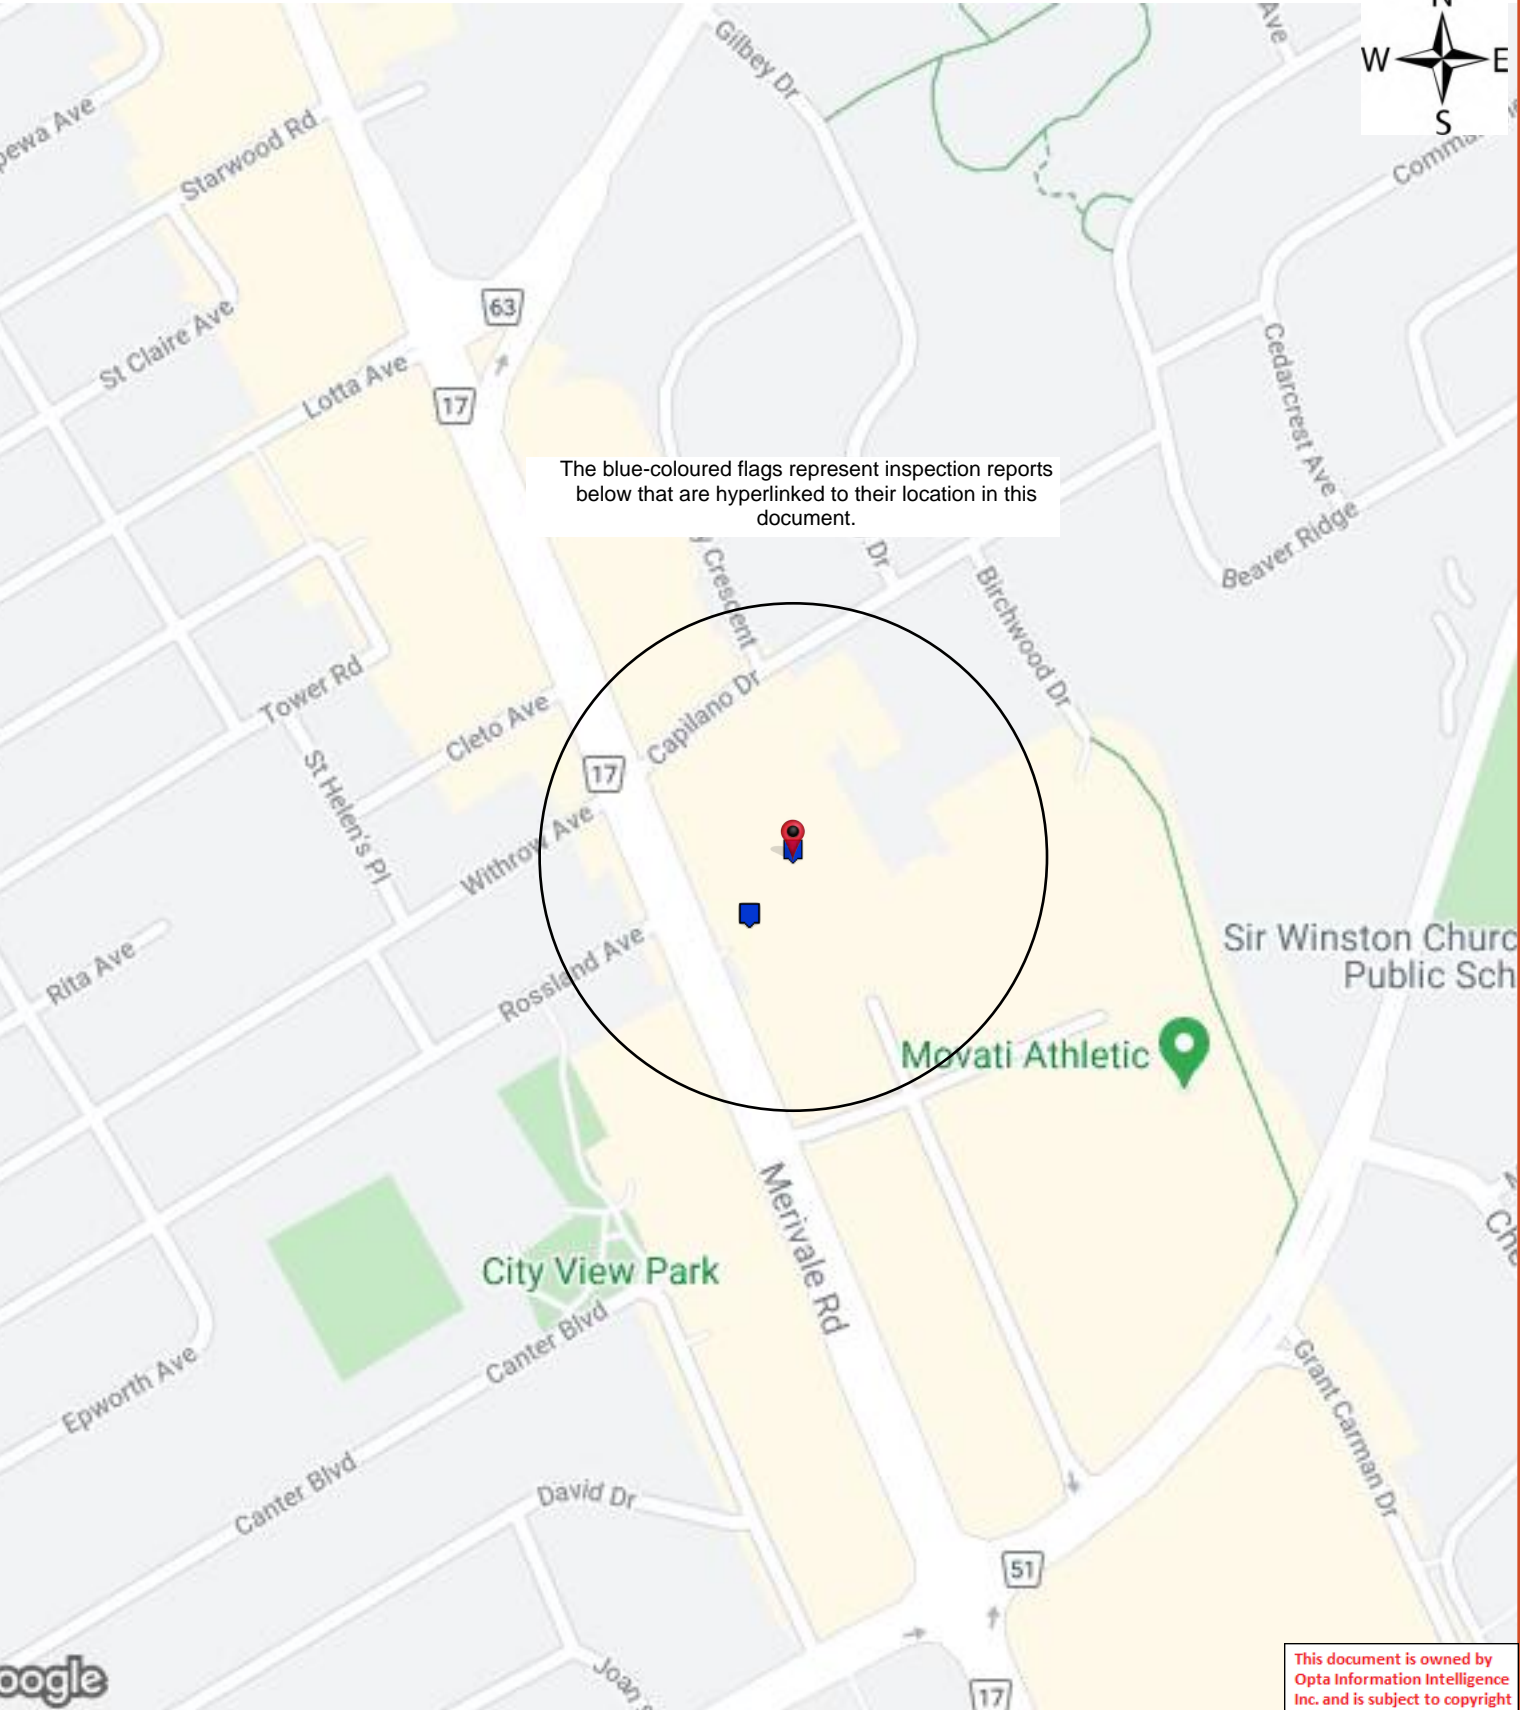 N
W
E
S
Gilbey Dr
Ave
pewa Ave
Starwood Rd
St Claire Ave
63
Lotta Ave
17
Cedarcrest Ave
The blue-coloured flags represent inspection reports
below that are hyperlinked to their location in this
document.
Crescent
Dr
Birchwood Dr
Beaver Ridge
Tower Rd
Cleto Ave
Capilano Dr
17
St Helen's Pl
Withrow Ave
Rita Ave
Rossland Ave
Sir Winston Churc
Public Sch
Movati Athletic
Merivale Rd
City View Park
Canter Blvd
Epworth Ave
Grant Carman Dr
Canter Blvd
David Dr
51
Joan
17
oogle
This document is owned by
Opta Information Intelligence
Inc. and is subject to copyright